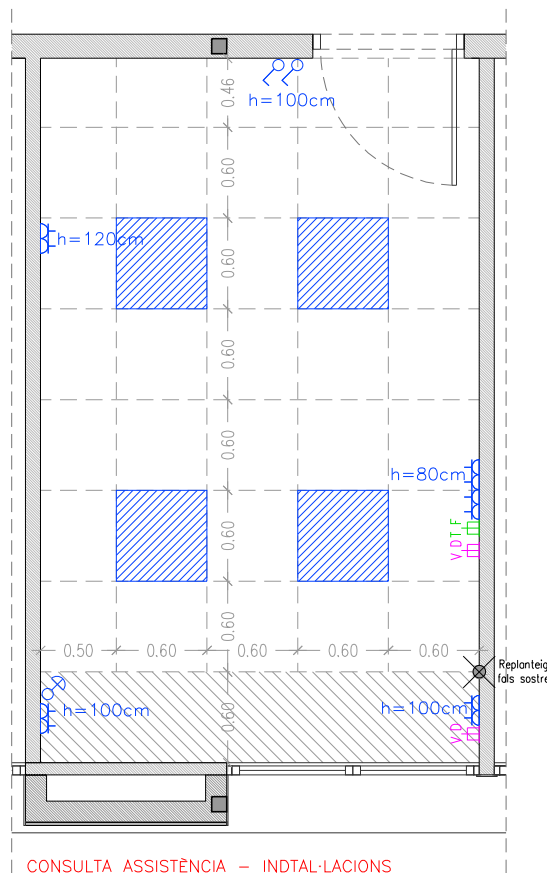 0.46
h=100cm
0.60
h=120cm
0.60
0.60
0.60
h=80cm
V.DT.F
0.60
0.60
0.50 0.60 0.60 0.60 0.60
Replanteig
fals sostre
h=100cm
h=100cm
0.60
V.D
CONSULTA ASSISTÈNCIA – INDTAL·LACIONS